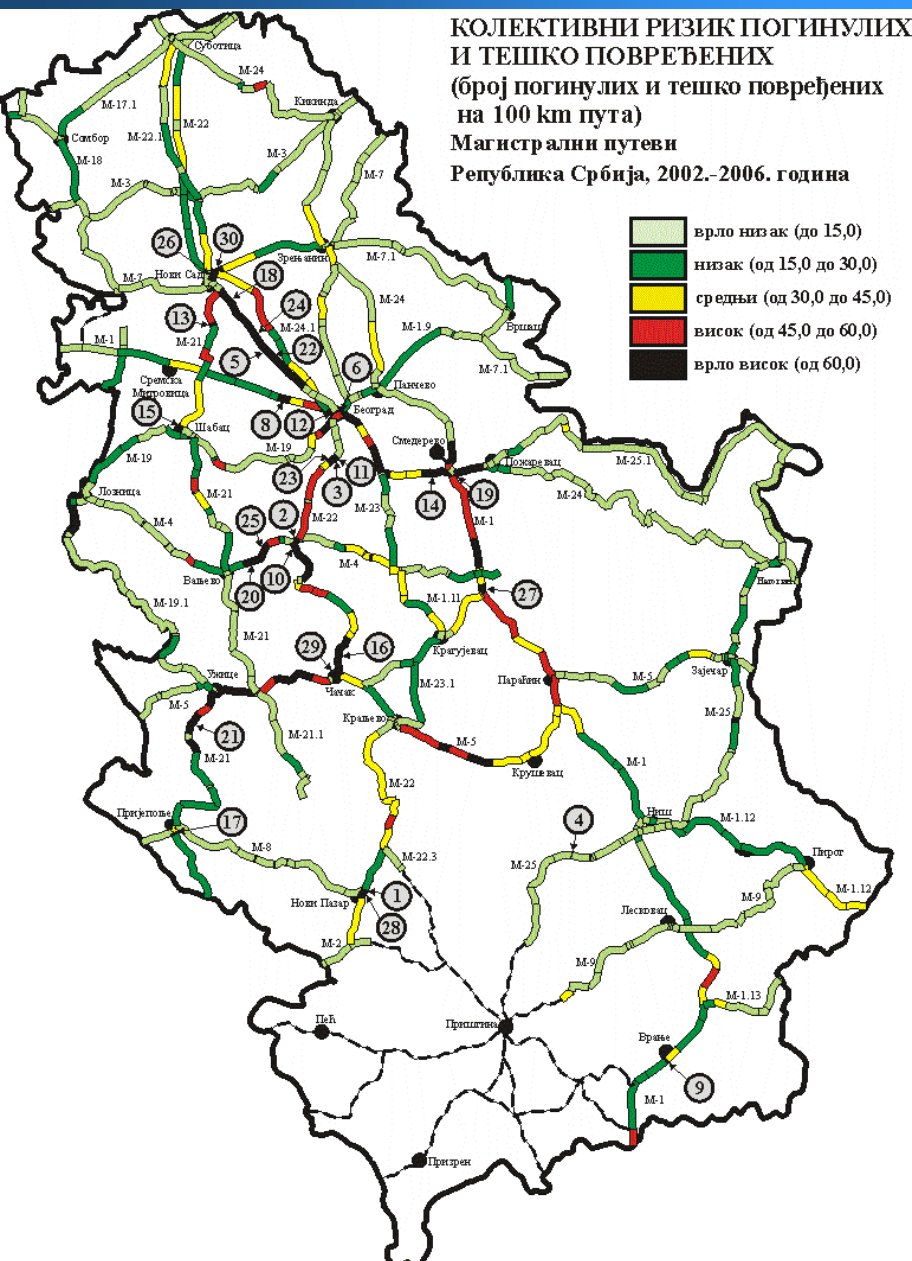 КОЛЕКТИВНИ РИЗИК ПОГИНУЛИХ
И ТЕШКО ПОВРЕЂЕНИХ
(број погинулих и тешко повређених
на 100 km пута)
Магистрални путеви
Република Србија, 2002.-2006. година
врло низак (до 15,0)
низак (од 15,0 до 30,0)
средњи (од 30,0 до 45,0)
висок (од 45,0 до 60,0)
врло висок (од 60,0)
Суботица
М-24
М-17.1
Кикинда
М-22
М-22.1
Сомбор
М-3
М-18
М-7
М-3
26
30
Зрењанин
М-7.1
Нови Сад
М-7
18
М-24
13
24
М-24.1
Вршац
М-21
М-1.9
М-1
5
22
М-7.1
6
Панчево
Сремска
Митровица
Београд
15
8
12
Шабац
Смедерево
М-19
Пожаревац
М-25.1
М-19
23
3
11
14
19
М-24
Лозница
М-21
М-23
М-22
М-1
2
25
М-4
М-4
10
Ваљево
20
27
М-19.1
М-1.11
М-21
16
Крагујевац
29
Зајечар
Ужице
Параћин
М-5
М-5
Чачак
М-23.1
М-25
Краљево
21
М-21.1
М-5
М-21
Крушевац
М-1
М-22
Пријепоље
4
Ниш
М-1.12
17
М-8
М-22.3
М-25
Пирот
М-1.12
1
М-9
Нови Пазар
Лесковац
28
М-2
М-9
М-1.13
Пећ
Приштина
Врање
9
М-1
Призрен